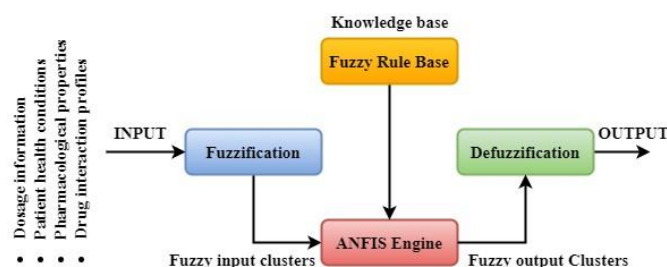 Knowledge base
Fuzzy Rule Base
• Dosage information
• Patient health conditions
• Pharmacological properties
• Drug interaction profiles
INPUT
Fuzzification
Defuzzification
OUTPUT
Fuzzy input clusters
ANFIS Engine
Fuzzy output Clusters